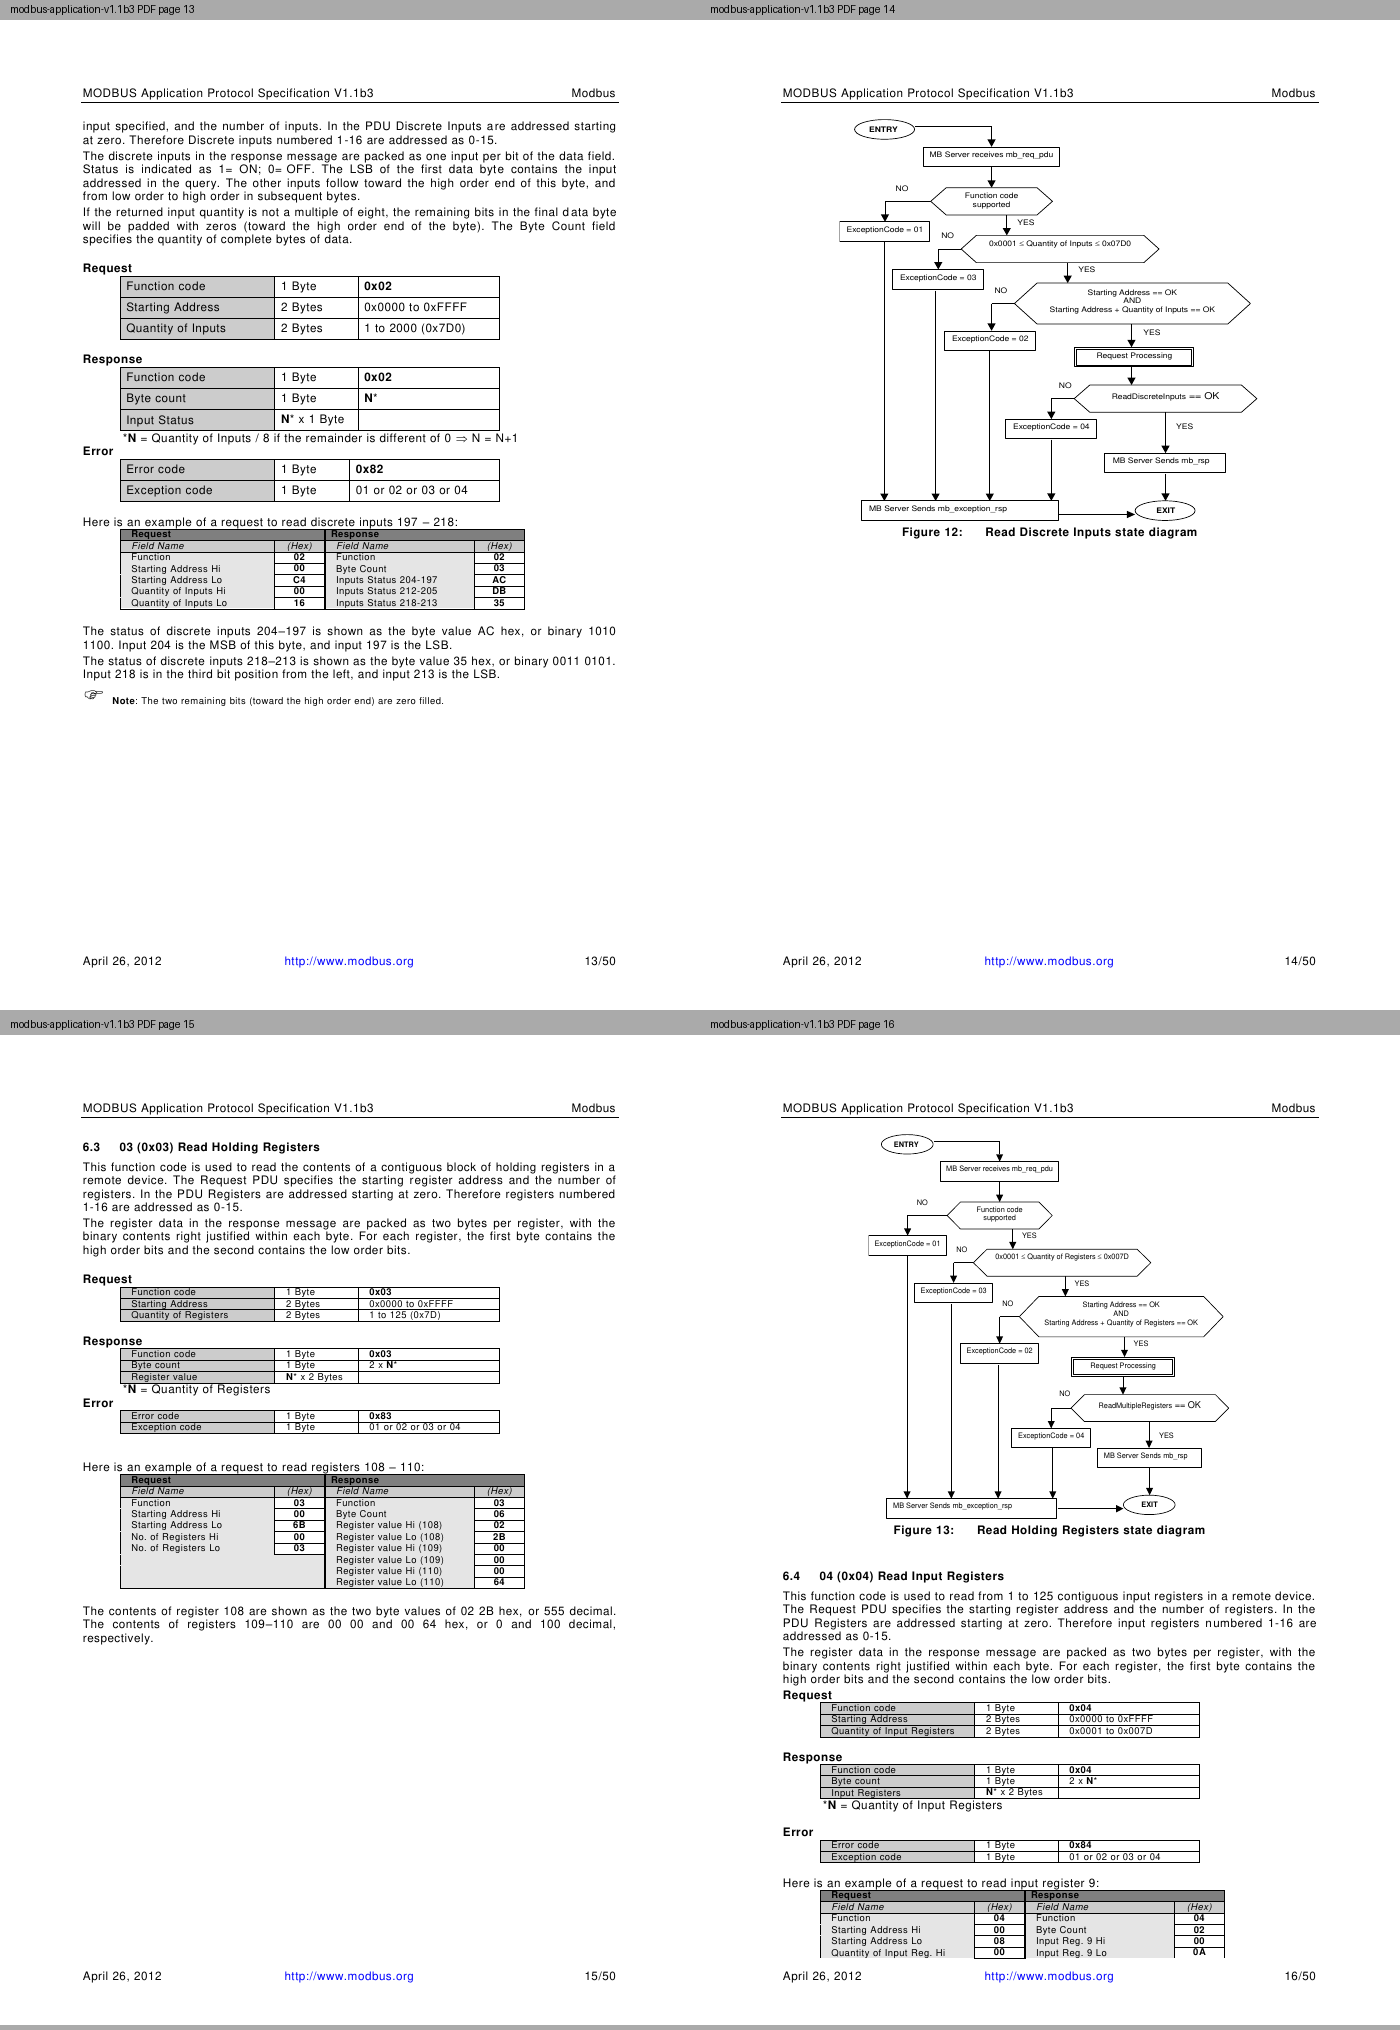 modbus-application-v1.1b3 PDF page 13
MODBUS Application Protocol Specification V1.1b3 Modbus
input specified, and the number of inputs. In the PDU Discrete Inputs are addressed starting
at zero. Therefore Discrete inputs numbered 1-16 are addressed as 0-15.
The discrete inputs in the response message are packed as one input per bit of the data field.
Status is indicated as 1= ON; 0= OFF. The LSB of the first data byte contains the input
addressed in the query. The other inputs follow toward the high order end of this byte, and
from low order to high order in subsequent bytes.
If the returned input quantity is not a multiple of eight, the remaining bits in the final data byte
will be padded with zeros (toward the high order end of the byte). The Byte Count field
specifies the quantity of complete bytes of data.
Request
Function code 1 Byte 0x02
Starting Address 2 Bytes 0x0000 to 0xFFFF
Quantity of Inputs 2 Bytes 1 to 2000 (0x7D0)
Response
Function code 1 Byte 0x02
Byte count 1 Byte N*
Input Status N* x 1 Byte
*N = Quantity of Inputs / 8 if the remainder is different of 0 ⇒ N = N+1
Error
Error code 1 Byte 0x82
Exception code 1 Byte 01 or 02 or 03 or 04
Here is an example of a request to read discrete inputs 197 – 218:
Request Response
Field Name (Hex) Field Name (Hex)
Function 02 Function 02
Starting Address Hi 00 Byte Count 03
Starting Address Lo C4 Inputs Status 204-197 AC
Quantity of Inputs Hi 00 Inputs Status 212-205 DB
Quantity of Inputs Lo 16 Inputs Status 218-213 35
The status of discrete inputs 204–197 is shown as the byte value AC hex, or binary 1010
1100. Input 204 is the MSB of this byte, and input 197 is the LSB.
The status of discrete inputs 218–213 is shown as the byte value 35 hex, or binary 0011 0101.
Input 218 is in the third bit position from the left, and input 213 is the LSB.
Note: The two remaining bits (toward the high order end) are zero filled.
April 26, 2012 http://www.modbus.org 13/50
modbus-application-v1.1b3 PDF page 14
MODBUS Application Protocol Specification V1.1b3 Modbus
ENTRY
MB Server receives mb_req_pdu
NO
Function code
supported
YES
ExceptionCode = 01
NO
0x0001 ≤ Quantity of Inputs ≤ 0x07D0
YES
ExceptionCode = 03
NO
Starting Address == OK
AND
Starting Address + Quantity of Inputs == OK
YES
ExceptionCode = 02
Request Processing
NO
ReadDiscreteInputs == OK
YES
ExceptionCode = 04
MB Server Sends mb_rsp
MB Server Sends mb_exception_rsp
EXIT
Figure 12: Read Discrete Inputs state diagram
April 26, 2012 http://www.modbus.org 14/50
modbus-application-v1.1b3 PDF page 15
MODBUS Application Protocol Specification V1.1b3 Modbus
6.3 03 (0x03) Read Holding Registers
This function code is used to read the contents of a contiguous block of holding registers in a
remote device. The Request PDU specifies the starting register address and the number of
registers. In the PDU Registers are addressed starting at zero. Therefore registers numbered
1-16 are addressed as 0-15.
The register data in the response message are packed as two bytes per register, with the
binary contents right justified within each byte. For each register, the first byte contains the
high order bits and the second contains the low order bits.
Request
Function code 1 Byte 0x03
Starting Address 2 Bytes 0x0000 to 0xFFFF
Quantity of Registers 2 Bytes 1 to 125 (0x7D)
Response
Function code 1 Byte 0x03
Byte count 1 Byte 2 x N*
Register value N* x 2 Bytes
*N = Quantity of Registers
Error
Error code 1 Byte 0x83
Exception code 1 Byte 01 or 02 or 03 or 04
Here is an example of a request to read registers 108 – 110:
Request Response
Field Name (Hex) Field Name (Hex)
Function 03 Function 03
Starting Address Hi 00 Byte Count 06
Starting Address Lo 6B Register value Hi (108) 02
No. of Registers Hi 00 Register value Lo (108) 2B
No. of Registers Lo 03 Register value Hi (109) 00
Register value Lo (109) 00
Register value Hi (110) 00
Register value Lo (110) 64
The contents of register 108 are shown as the two byte values of 02 2B hex, or 555 decimal.
The contents of registers 109–110 are 00 00 and 00 64 hex, or 0 and 100 decimal,
respectively.
April 26, 2012 http://www.modbus.org 15/50
modbus-application-v1.1b3 PDF page 16
MODBUS Application Protocol Specification V1.1b3 Modbus
ENTRY
MB Server receives mb_req_pdu
NO
Function code
supported
YES
ExceptionCode = 01
NO
0x0001 ≤ Quantity of Registers ≤ 0x007D
YES
ExceptionCode = 03
NO
Starting Address == OK
AND
Starting Address + Quantity of Registers == OK
YES
ExceptionCode = 02
Request Processing
NO
ReadMultipleRegisters == OK
YES
ExceptionCode = 04
MB Server Sends mb_rsp
MB Server Sends mb_exception_rsp
EXIT
Figure 13: Read Holding Registers state diagram
6.4 04 (0x04) Read Input Registers
This function code is used to read from 1 to 125 contiguous input registers in a remote device.
The Request PDU specifies the starting register address and the number of registers. In the
PDU Registers are addressed starting at zero. Therefore input registers numbered 1-16 are
addressed as 0-15.
The register data in the response message are packed as two bytes per register, with the
binary contents right justified within each byte. For each register, the first byte contains the
high order bits and the second contains the low order bits.
Request
Function code 1 Byte 0x04
Starting Address 2 Bytes 0x0000 to 0xFFFF
Quantity of Input Registers 2 Bytes 0x0001 to 0x007D
Response
Function code 1 Byte 0x04
Byte count 1 Byte 2 x N*
Input Registers N* x 2 Bytes
*N = Quantity of Input Registers
Error
Error code 1 Byte 0x84
Exception code 1 Byte 01 or 02 or 03 or 04
Here is an example of a request to read input register 9:
Request Response
Field Name (Hex) Field Name (Hex)
Function 04 Function 04
Starting Address Hi 00 Byte Count 02
Starting Address Lo 08 Input Reg. 9 Hi 00
Quantity of Input Reg. Hi 00 Input Reg. 9 Lo 0A
April 26, 2012 http://www.modbus.org 16/50